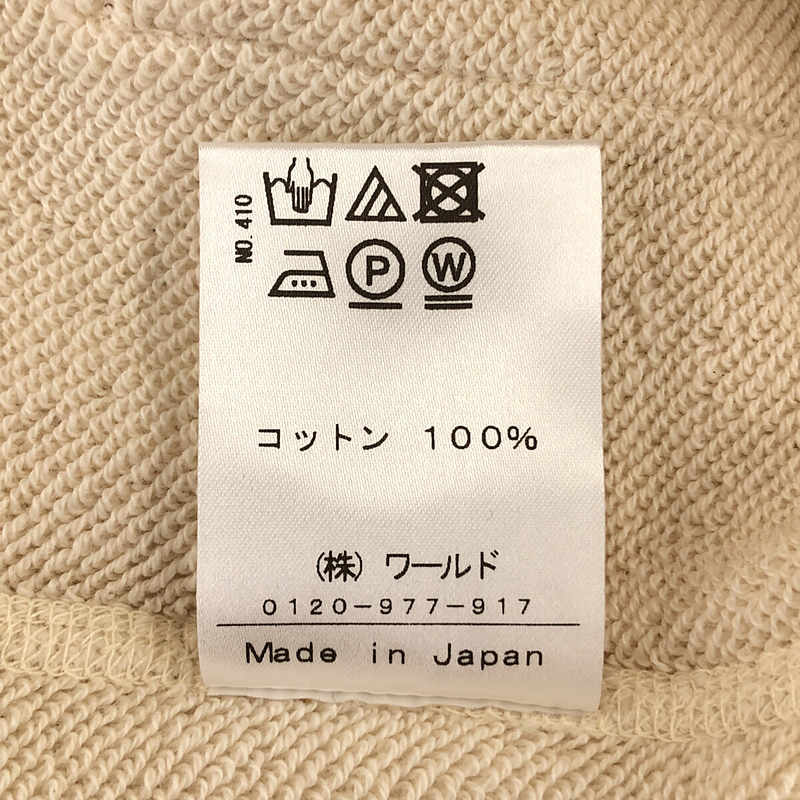 NO.410
P W
コットン 100%
(株) ワールド
0120-977-917
Made in Japan